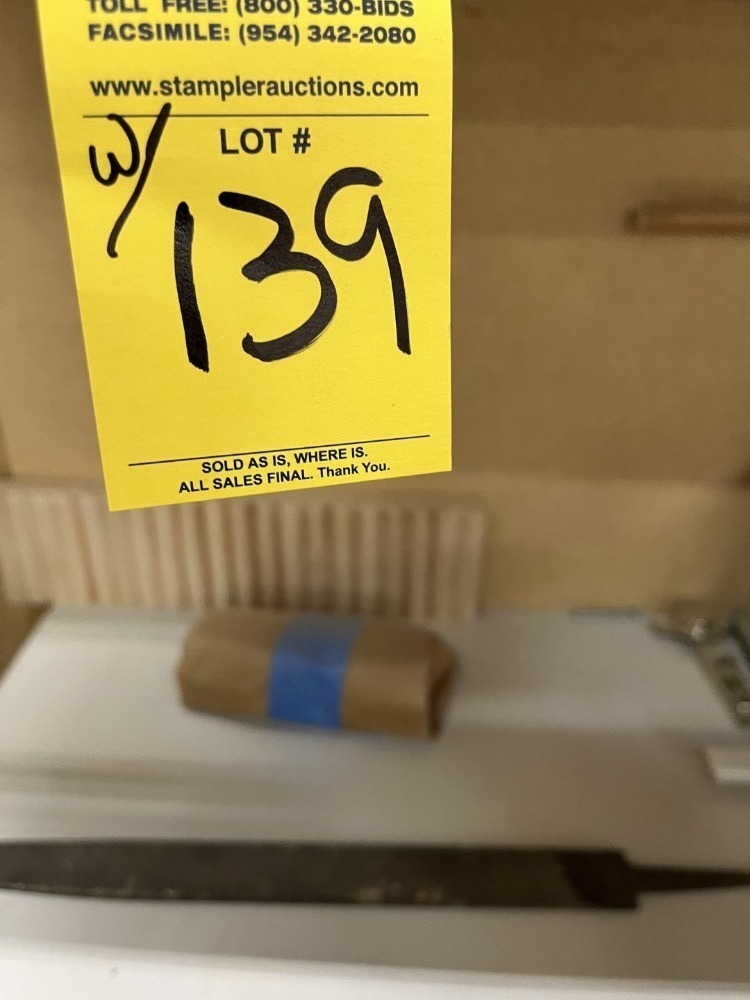 TOLL FREE: (800) 330-BIDS
FACSIMILE: (954) 342-2080
www.stamplerauctions.com
LOT #
w/
139
SOLD AS IS, WHERE IS.
ALL SALES FINAL. Thank You.